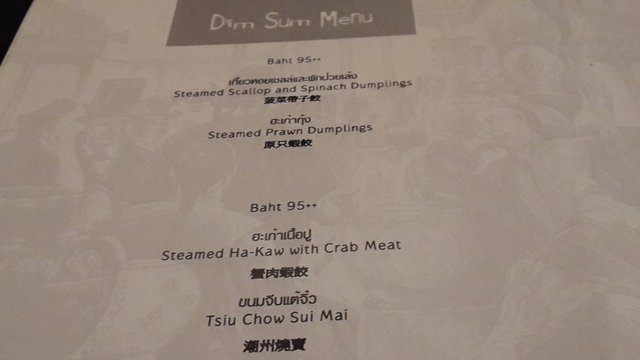 Dim Sum Menu
Baht 95++
เกี๊ยวหอยเชลล์และผักปวยเล้ง
Steamed Scallop and Spinach Dumplings
菠菜帶子餃
ฮะเก๋ากุ้ง
Steamed Prawn Dumplings
原只蝦餃
Baht 95++
ฮะเก๋าเนื้อปู
Steamed Ha-Kaw with Crab Meat
蟹肉蝦餃
ขนมจีบแต้จิ๋ว
Tsiu Chow Sui Mai
潮州燒賣